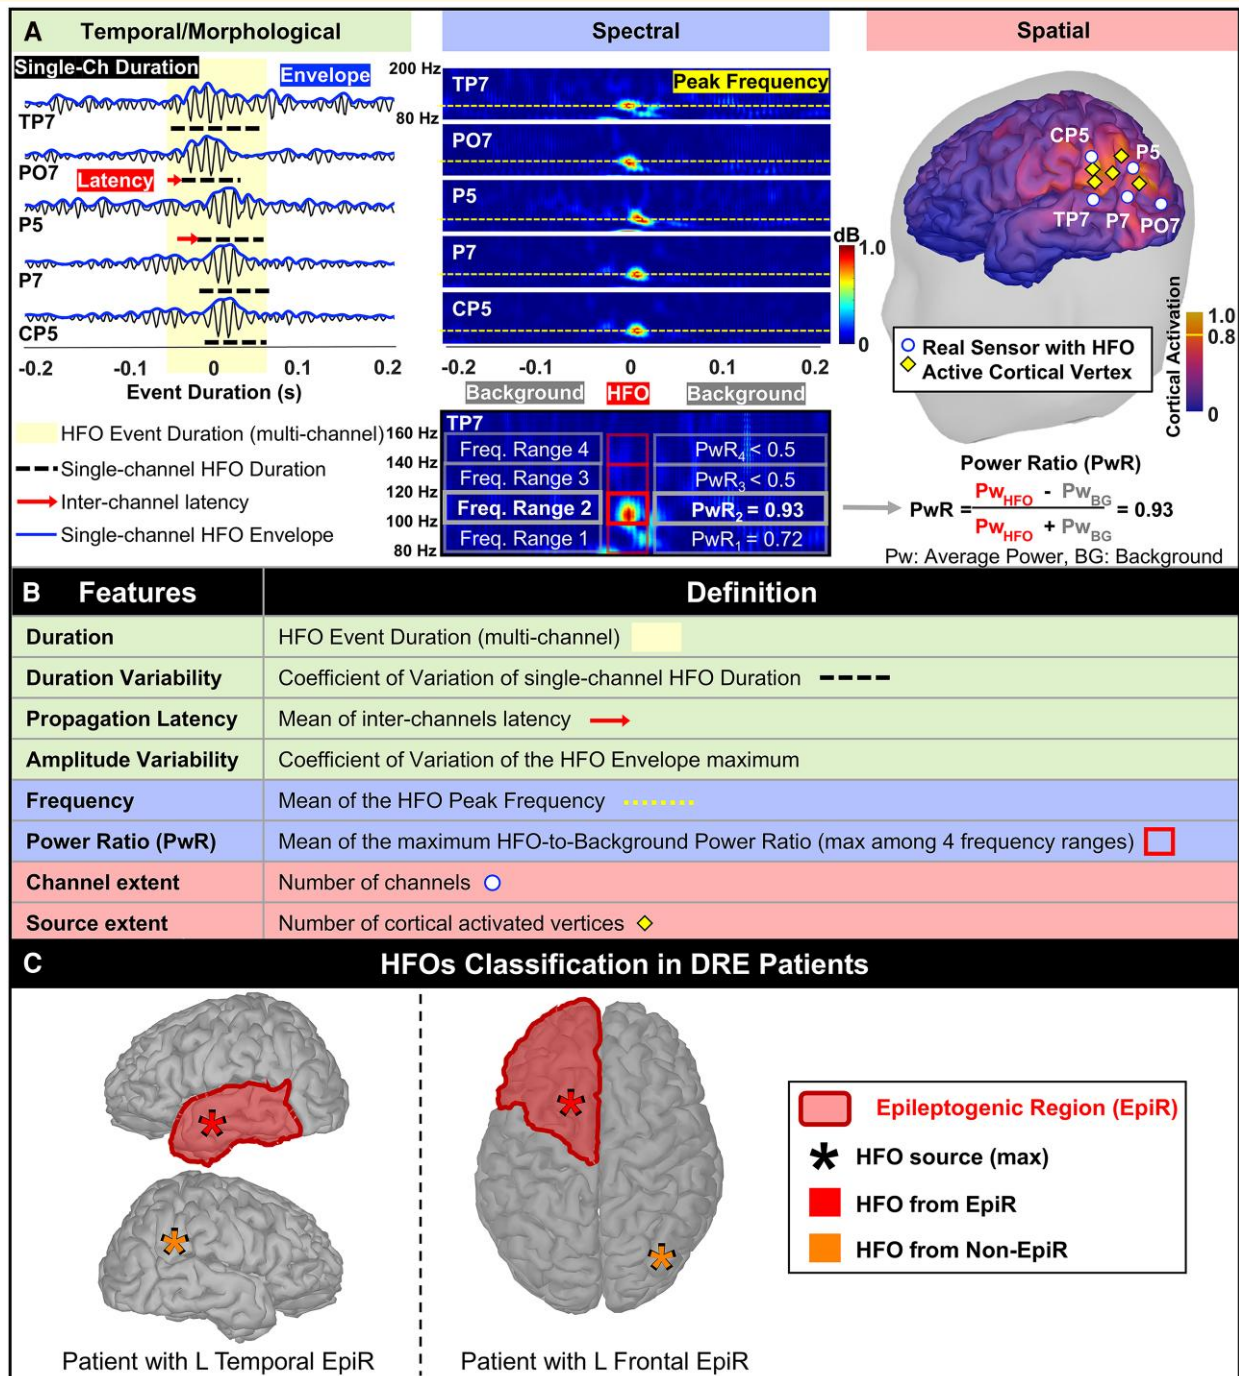 A
Temporal/Morphological
Spectral
Spatial
Single-Ch Duration
Envelope
TP7
PO7
Latency
P5
P7
CP5
-0.2 -0.1 0 0.1 0.2
Event Duration (s)
HFO Event Duration (multi-channel)
Single-channel HFO Duration
Inter-channel latency
Single-channel HFO Envelope
200 Hz
80 Hz
TP7
Peak Frequency
PO7
P5
P7
CP5
dB
1.0
0
-0.2 -0.1 0 0.1 0.2
Background HFO Background
TP7
160 Hz
140 Hz
120 Hz
100 Hz
80 Hz
Freq. Range 4 PwR4 < 0.5
Freq. Range 3 PwR3 < 0.5
Freq. Range 2 PwR2 = 0.93
Freq. Range 1 PwR1 = 0.72
CP5
P5
TP7 P7 PO7
Real Sensor with HFO
Active Cortical Vertex
Cortical Activation
1.0
0.8
0
Power Ratio (PwR)
PwR = PwHFO - PwBG / PwHFO + PwBG = 0.93
Pw: Average Power, BG: Background
B Features Definition
Duration HFO Event Duration (multi-channel)
Duration Variability Coefficient of Variation of single-channel HFO Duration
Propagation Latency Mean of inter-channels latency
Amplitude Variability Coefficient of Variation of the HFO Envelope maximum
Frequency Mean of the HFO Peak Frequency
Power Ratio (PwR) Mean of the maximum HFO-to-Background Power Ratio (max among 4 frequency ranges)
Channel extent Number of channels
Source extent Number of cortical activated vertices
C HFOs Classification in DRE Patients
Patient with L Temporal EpiR
Patient with L Frontal EpiR
Epileptogenic Region (EpiR)
HFO source (max)
HFO from EpiR
HFO from Non-EpiR